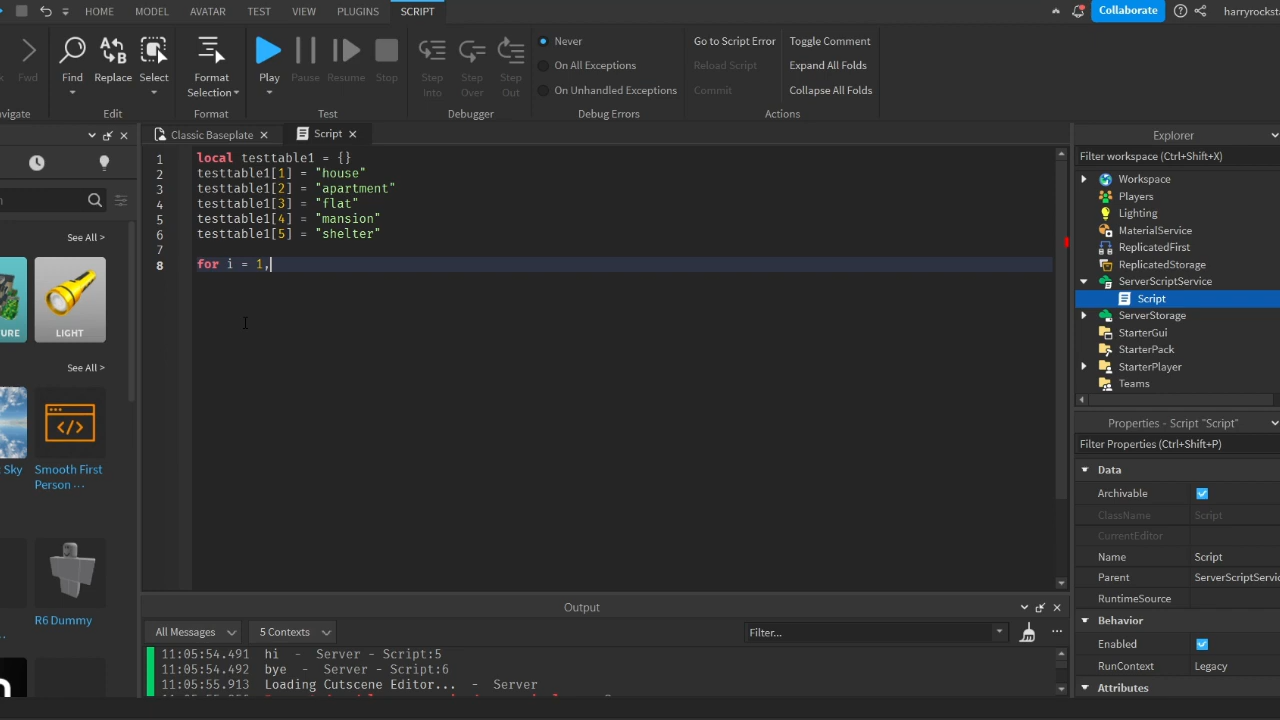 HOME MODEL AVATAR TEST VIEW PLUGINS SCRIPT
Collaborate
harryrocksta
Fwd
Find
Replace
Select
Format
Selection
Play
Pause
Resume
Stop
Step
Into
Step
Over
Step
Out
Never
On All Exceptions
On Unhandled Exceptions
Go to Script Error
Reload Script
Commit
Toggle Comment
Expand All Folds
Collapse All Folds
vigate
Edit
Format
Test
Debugger
Debug Errors
Actions
Classic Baseplate
Script
1 local testtable1 = {}
2 testtable1[1] = "house"
3 testtable1[2] = "apartment"
4 testtable1[3] = "flat"
5 testtable1[4] = "mansion"
6 testtable1[5] = "shelter"
7
8 for i = 1,
See All >
URE
LIGHT
See All >
t Sky
Smooth First
Person ...
R6 Dummy
Explorer
Filter workspace (Ctrl+Shift+X)
Workspace
Players
Lighting
MaterialService
ReplicatedFirst
ReplicatedStorage
ServerScriptService
Script
ServerStorage
StarterGui
StarterPack
StarterPlayer
Teams
Properties - Script "Script"
Filter Properties (Ctrl+Shift+P)
Data
Archivable
ClassName Script
CurrentEditor
Name Script
Parent ServerScriptServic
RuntimeSource
Behavior
Enabled
RunContext Legacy
Attributes
Output
All Messages
5 Contexts
Filter...
11:05:54.491 hi - Server - Script:5
11:05:54.492 bye - Server - Script:6
11:05:55.913 Loading Cutscene Editor... - Server